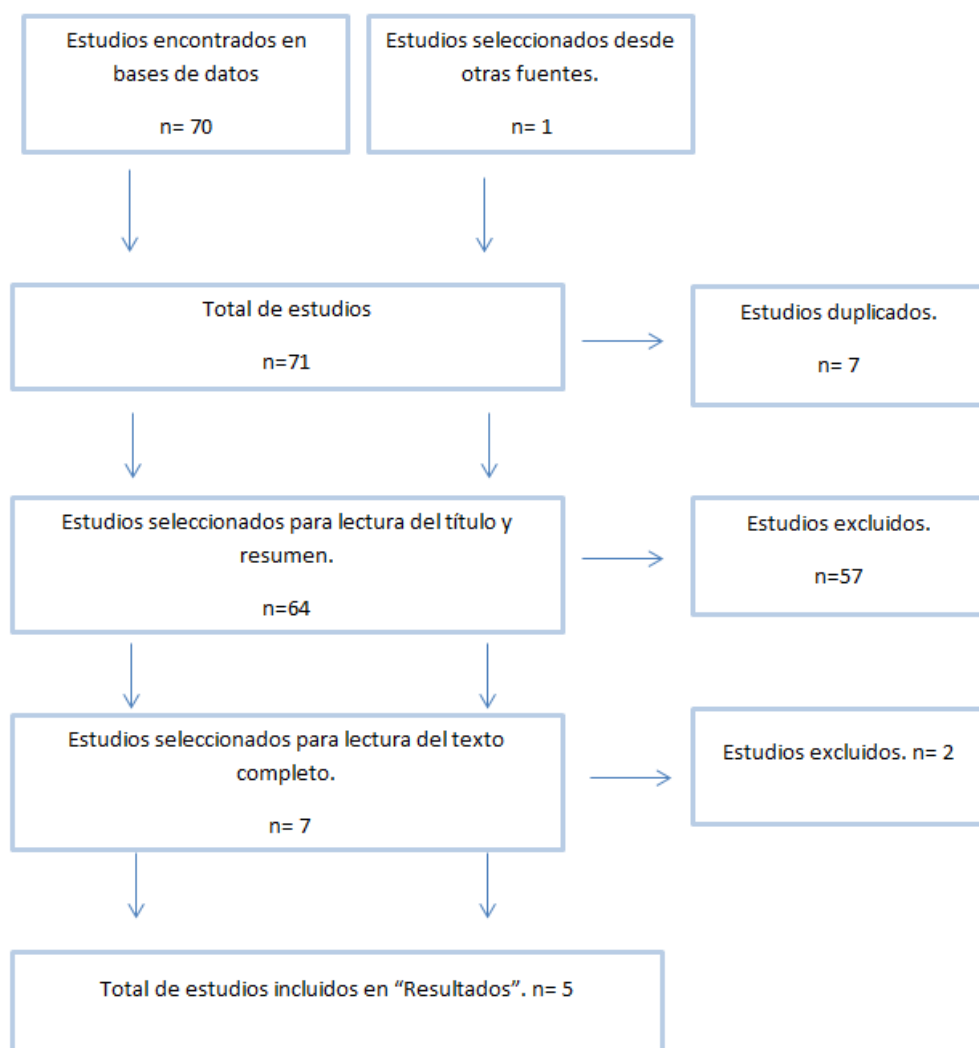 Estudios encontrados en
bases de datos
n= 70
Estudios seleccionados desde
otras fuentes.
n= 1
Total de estudios
n=71
Estudios duplicados.
n= 7
Estudios seleccionados para lectura del título y
resumen.
n=64
Estudios excluidos.
n=57
Estudios seleccionados para lectura del texto
completo.
n= 7
Estudios excluidos. n= 2
Total de estudios incluidos en “Resultados”. n= 5